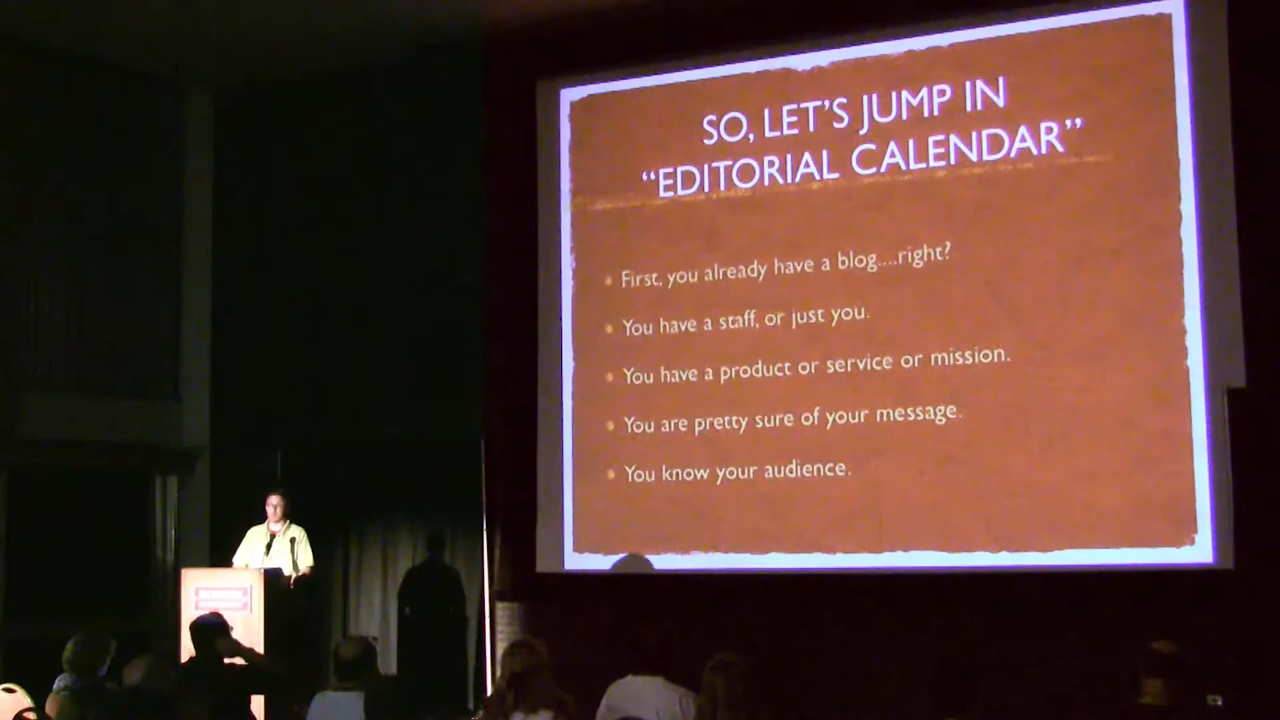 SO, LET'S JUMP IN
“EDITORIAL CALENDAR”
• First, you already have a blog....right?
• You have a staff, or just you.
• You have a product or service or mission.
• You are pretty sure of your message.
• You know your audience.